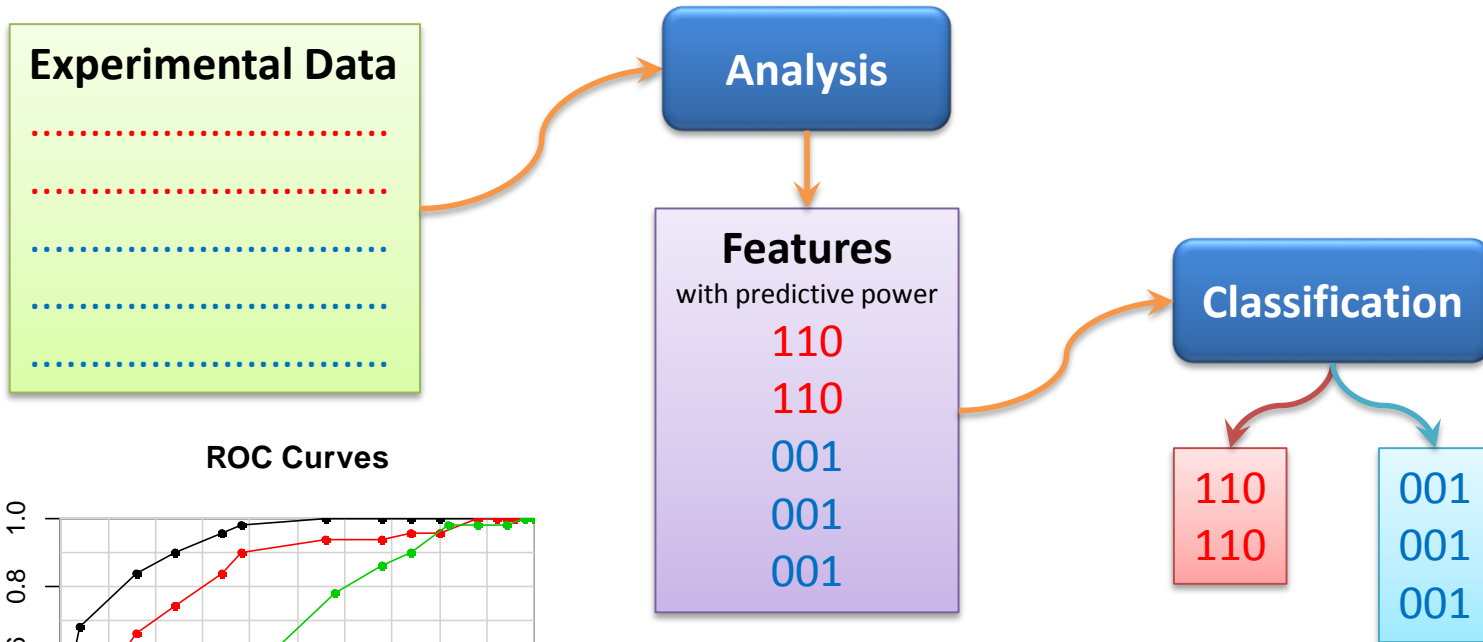 Experimental Data
Analysis
Features
with predictive power
110
110
001
001
001
Classification
110
110
001
001
001
ROC Curves
1.0
0.8